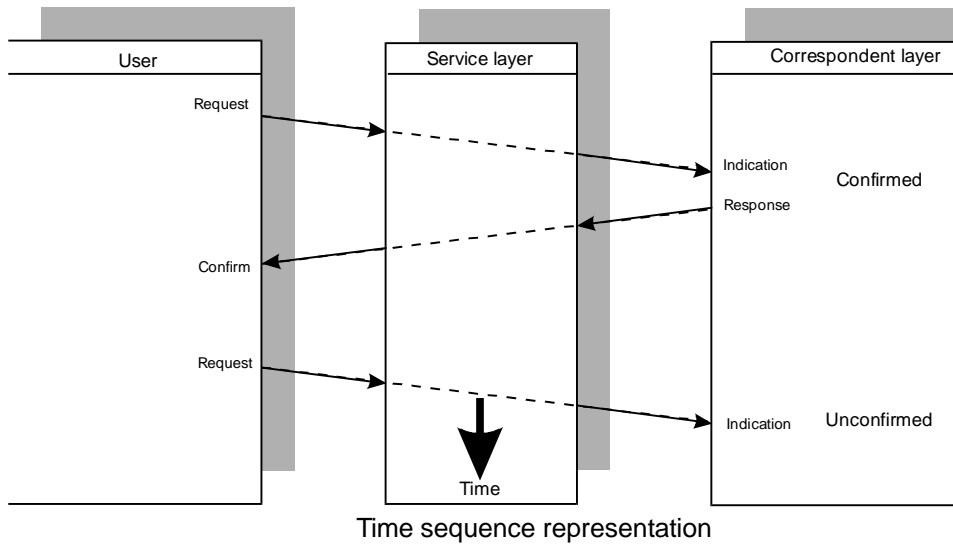 User
Service layer
Correspondent layer
Request
Indication
Confirmed
Response
Confirm
Request
Indication
Unconfirmed
Time
Time sequence representation